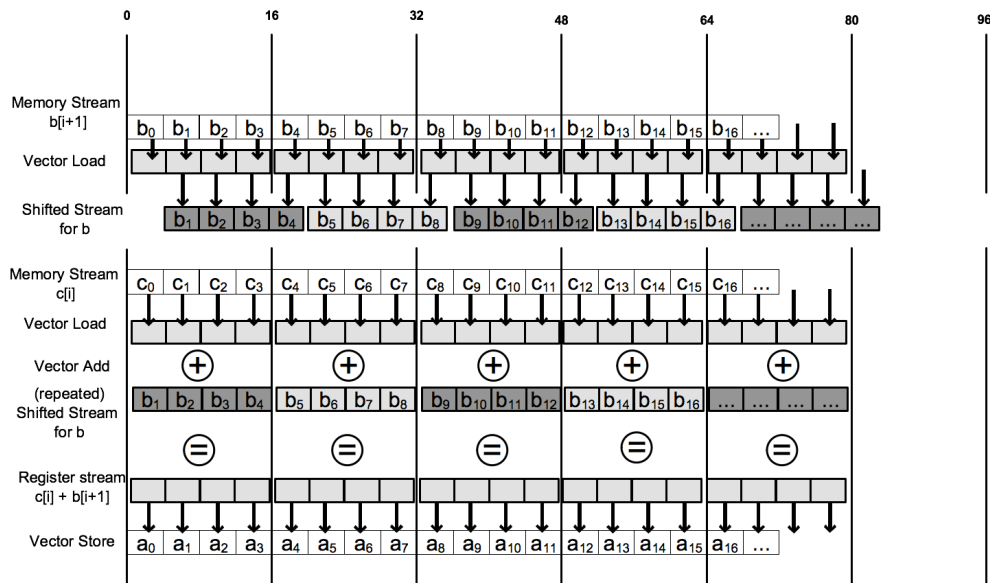 0 16 32 48 64 80 96
Memory Stream
b[i+1]
b₀ b₁ b₂ b₃ b₄ b₅ b₆ b₇ b₈ b₉ b₁₀ b₁₁ b₁₂ b₁₃ b₁₄ b₁₅ b₁₆ ...
Vector Load
Shifted Stream
for b
b₁ b₂ b₃ b₄ b₅ b₆ b₇ b₈ b₉ b₁₀ b₁₁ b₁₂ b₁₃ b₁₄ b₁₅ b₁₆ ... ... ... ...
Memory Stream
c[i]
c₀ c₁ c₂ c₃ c₄ c₅ c₆ c₇ c₈ c₉ c₁₀ c₁₁ c₁₂ c₁₃ c₁₄ c₁₅ c₁₆ ...
Vector Load
Vector Add
+ + + + +
(repeated)
Shifted Stream
for b
b₁ b₂ b₃ b₄ b₅ b₆ b₇ b₈ b₉ b₁₀ b₁₁ b₁₂ b₁₃ b₁₄ b₁₅ b₁₆ ... ... ... ...
= = = = =
Register stream
c[i] + b[i+1]
Vector Store
a₀ a₁ a₂ a₃ a₄ a₅ a₆ a₇ a₈ a₉ a₁₀ a₁₁ a₁₂ a₁₃ a₁₄ a₁₅ a₁₆ ...